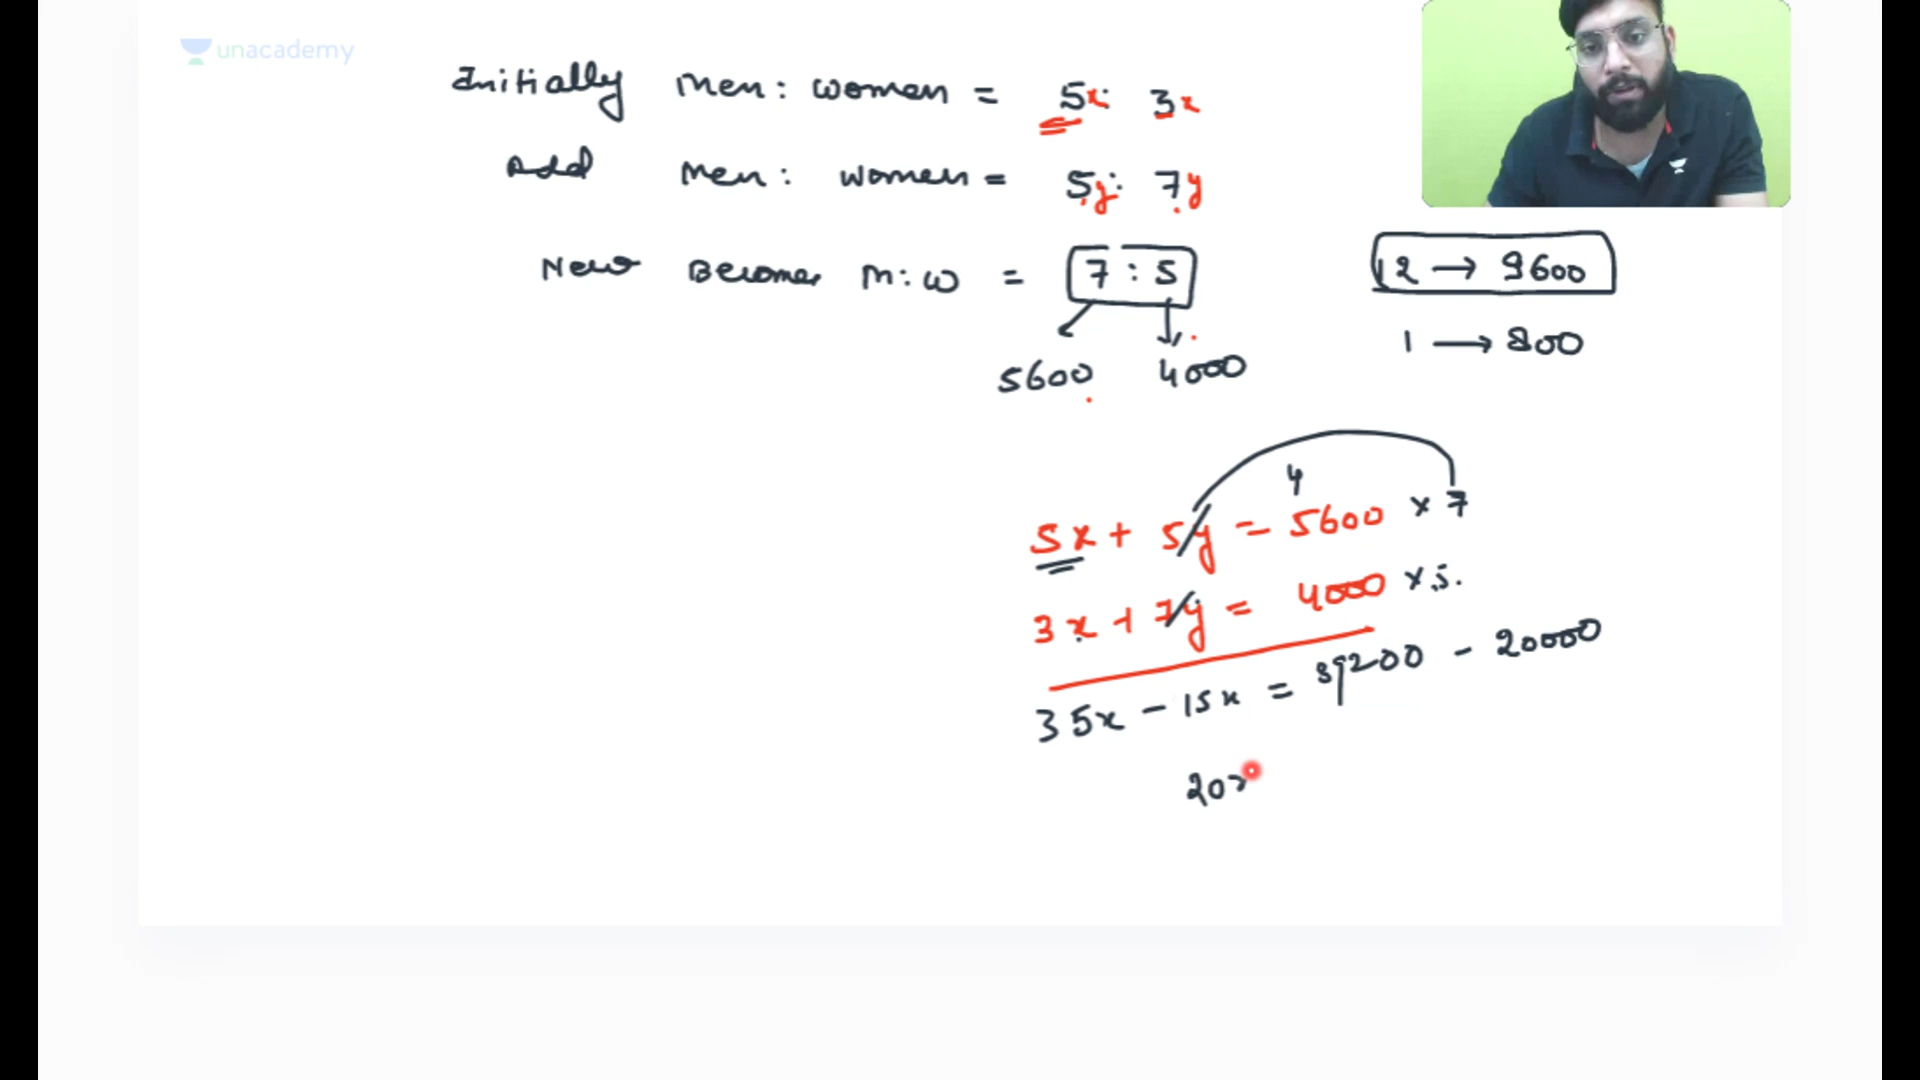 unacademy
Initially Men : women = 5x : 3x
Add Men : women = 5y : 7y
New Becomes M : W = 7 : 5
12 → 9600
5600 4000
1 → 800
4
5x + 5y = 5600 × 7
3x + 7y = 4000 × 5.
35x - 15x = 39200 - 20000
20x